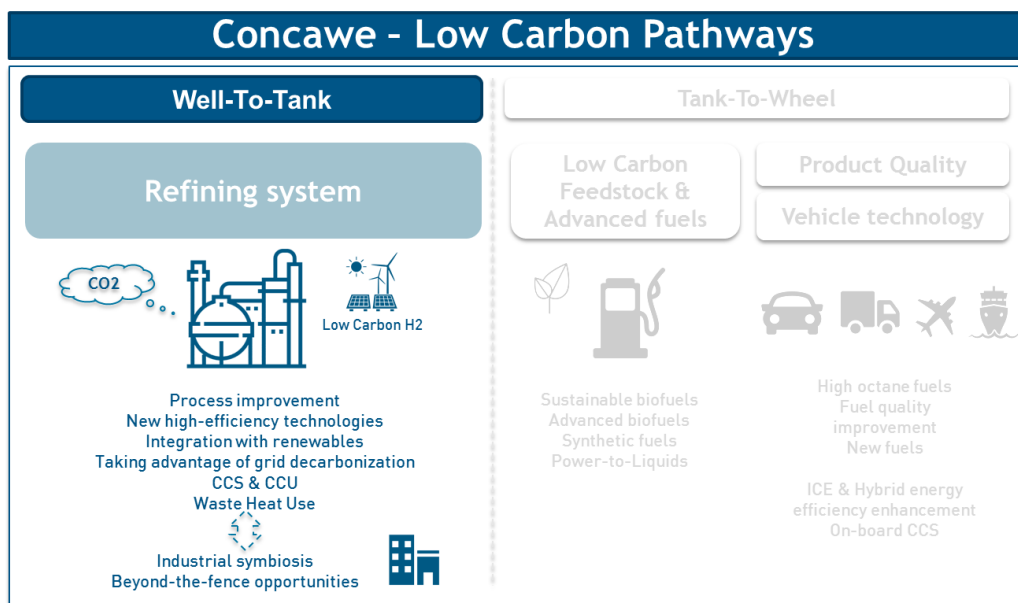 Concawe – Low Carbon Pathways
Well-To-Tank
Tank-To-Wheel
Refining system
Low Carbon
Feedstock &
Advanced fuels
Product Quality
Vehicle technology
CO2
Low Carbon H2
Process improvement
New high-efficiency technologies
Integration with renewables
Taking advantage of grid decarbonization
CCS & CCU
Waste Heat Use
Industrial symbiosis
Beyond-the-fence opportunities
Sustainable biofuels
Advanced biofuels
Synthetic fuels
Power-to-Liquids
High octane fuels
Fuel quality
improvement
New fuels
ICE & Hybrid energy
efficiency enhancement
On-board CCS